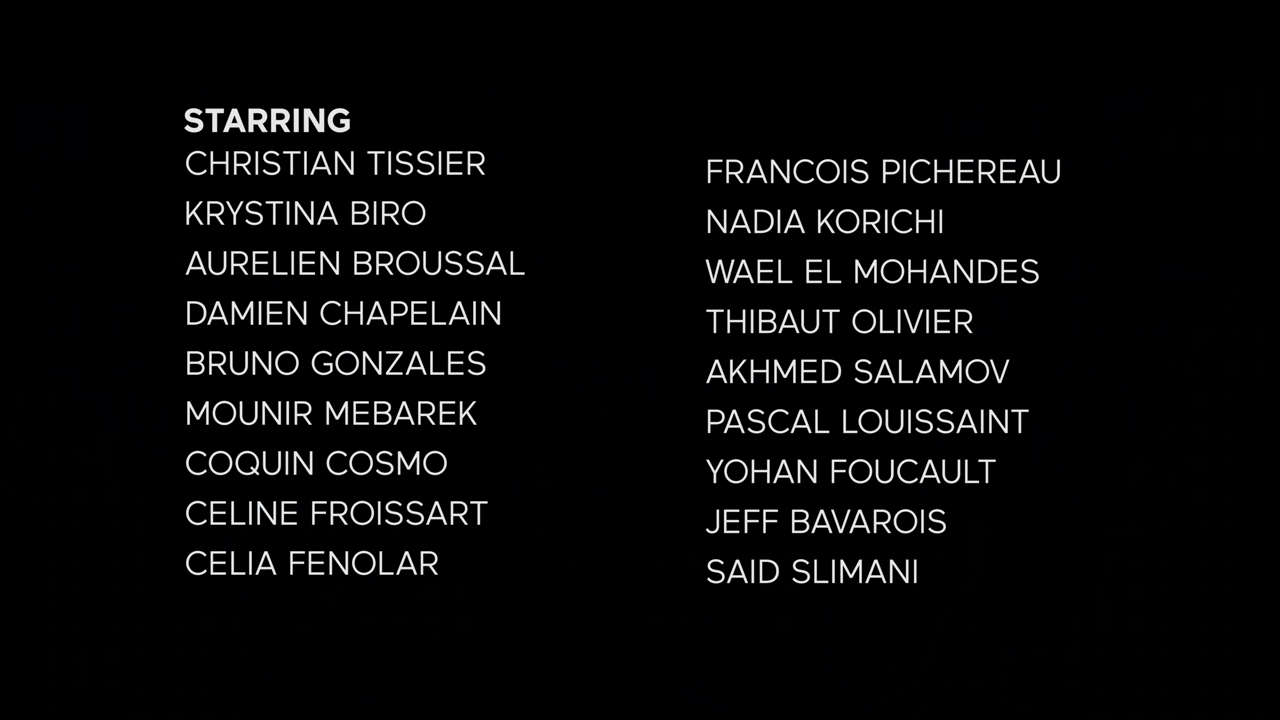 STARRING
CHRISTIAN TISSIER
KRYSTINA BIRO
AURELIEN BROUSSAL
DAMIEN CHAPELAIN
BRUNO GONZALES
MOUNIR MEBAREK
COQUIN COSMO
CELINE FROISSART
CELIA FENOLAR
FRANCOIS PICHEREAU
NADIA KORICHI
WAEL EL MOHANDES
THIBAUT OLIVIER
AKHMED SALAMOV
PASCAL LOUISSAINT
YOHAN FOUCAULT
JEFF BAVAROIS
SAID SLIMANI